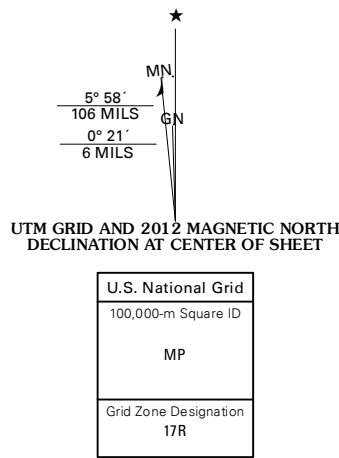 ★
MN.
5° 58´
106 MILS
GN
0° 21´
6 MILS
UTM GRID AND 2012 MAGNETIC NORTH
DECLINATION AT CENTER OF SHEET
U.S. National Grid
100,000-m Square ID
MP
Grid Zone Designation
17R